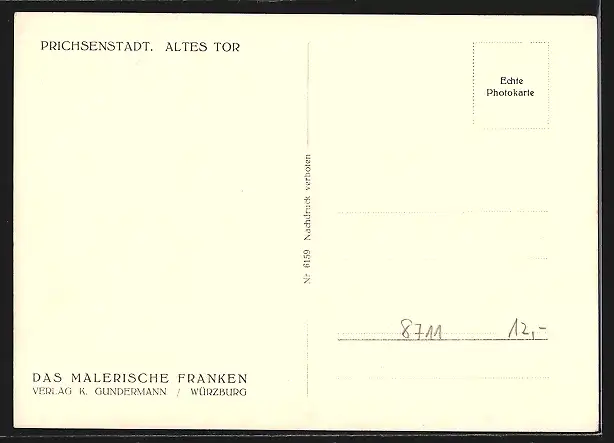 PRICHSENSTADT. ALTES TOR
Echte
Photokarte
Nr 6159 Nachdruck verboten
8711 12,-
DAS MALERISCHE FRANKEN
VERLAG K. GUNDERMANN / WÜRZBURG